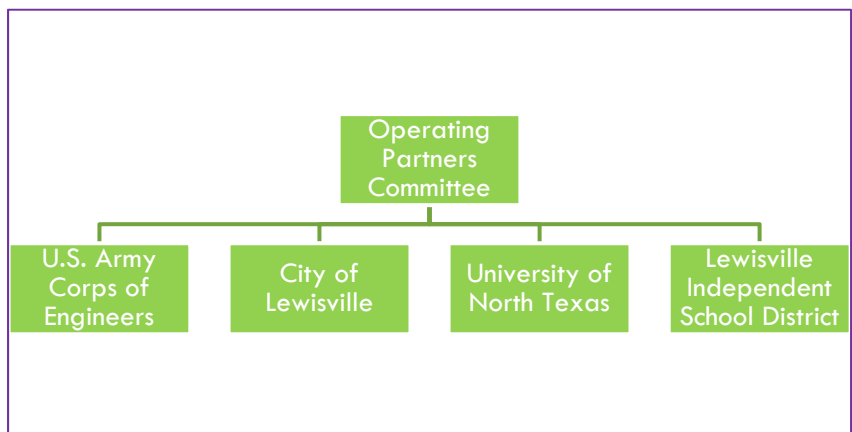 Operating
Partners
Committee
U.S. Army
Corps of
Engineers
City of
Lewisville
University of
North Texas
Lewisville
Independent
School District